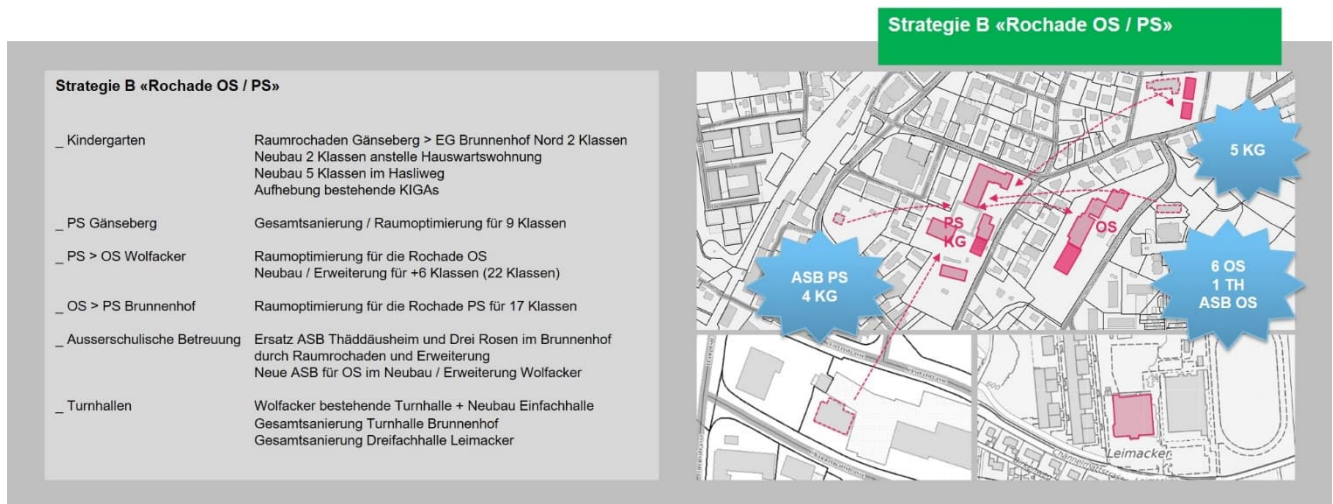 Strategie B «Rochade OS / PS»
Strategie B «Rochade OS / PS»
_ Kindergarten Raumrochaden Gänseberg > EG Brunnenhof Nord 2 Klassen
Neubau 2 Klassen anstelle Hauswartswohnung
Neubau 5 Klassen im Hasliweg
Aufhebung bestehende KIGAs
_ PS Gänseberg Gesamtsanierung / Raumoptimierung für 9 Klassen
_ PS > OS Wolfacker Raumoptimierung für die Rochade OS
Neubau / Erweiterung für +6 Klassen (22 Klassen)
_ OS > PS Brunnenhof Raumoptimierung für die Rochade PS für 17 Klassen
_ Ausserschulische Betreuung Ersatz ASB Thäddäusheim und Drei Rosen im Brunnenhof
durch Raumrochaden und Erweiterung
Neue ASB für OS im Neubau / Erweiterung Wolfacker
_ Turnhallen Wolfacker bestehende Turnhalle + Neubau Einfachhalle
Gesamtsanierung Turnhalle Brunnenhof
Gesamtsanierung Dreifachhalle Leimacker
5 KG
PS
KG
OS
ASB PS
4 KG
6 OS
1 TH
ASB OS
Leimacker